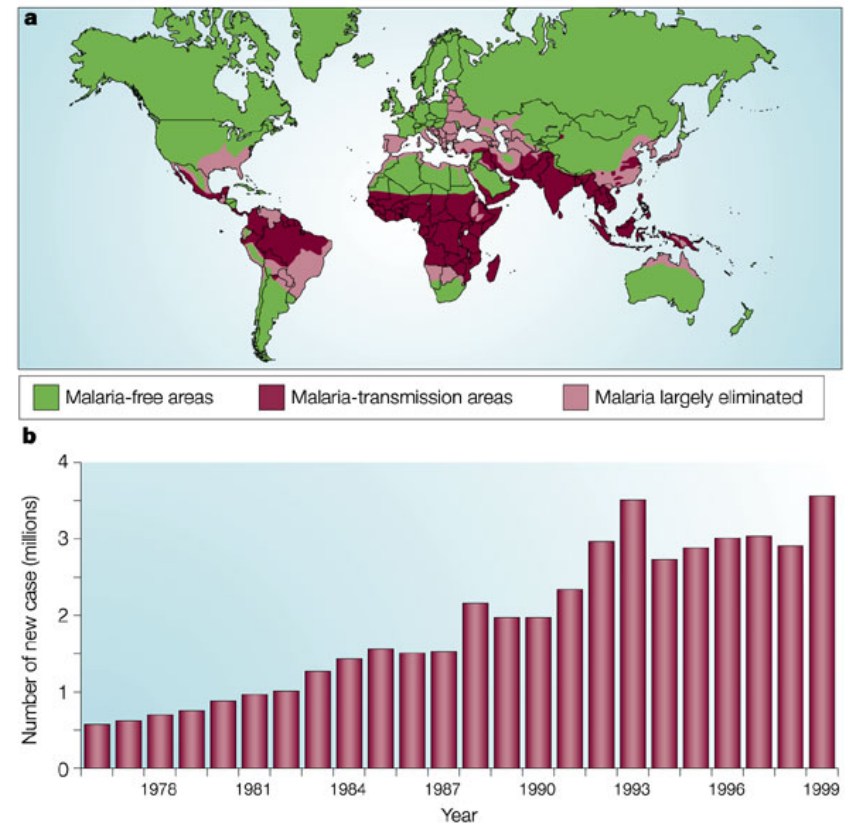 a
Malaria-free areas
Malaria-transmission areas
Malaria largely eliminated
b
Number of new case (millions)
4
3
2
1
0
1978 1981 1984 1987 1990 1993 1996 1999
Year